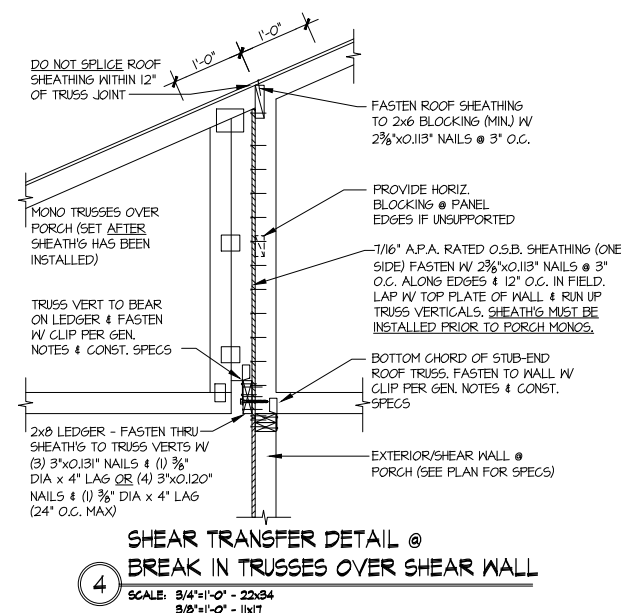 1'-0"
1'-0"
DO NOT SPLICE ROOF
SHEATHING WITHIN 12"
OF TRUSS JOINT
FASTEN ROOF SHEATHING
TO 2x6 BLOCKING (MIN.) W/
2⅜"x0.113" NAILS @ 3" O.C.
MONO TRUSSES OVER
PORCH (SET AFTER
SHEATH'G HAS BEEN
INSTALLED)
PROVIDE HORIZ.
BLOCKING @ PANEL
EDGES IF UNSUPPORTED
7/16" A.P.A. RATED O.S.B. SHEATHING (ONE
SIDE) FASTEN W/ 2⅜"x0.113" NAILS @ 3"
O.C. ALONG EDGES & 12" O.C. IN FIELD.
LAP W/ TOP PLATE OF WALL & RUN UP
TRUSS VERTICALS. SHEATH'G MUST BE
INSTALLED PRIOR TO PORCH MONOS.
TRUSS VERT TO BEAR
ON LEDGER & FASTEN
W/ CLIP PER GEN.
NOTES & CONST. SPECS
BOTTOM CHORD OF STUB-END
ROOF TRUSS. FASTEN TO WALL W/
CLIP PER GEN. NOTES & CONST.
SPECS
2x8 LEDGER - FASTEN THRU
SHEATH'G TO TRUSS VERTS W/
(3) 3"x0.131" NAILS & (1) ⅜"
DIA x 4" LAG OR (4) 3"x0.120"
NAILS & (1) ⅜" DIA x 4" LAG
(24" O.C. MAX)
EXTERIOR/SHEAR WALL @
PORCH (SEE PLAN FOR SPECS)
4
SHEAR TRANSFER DETAIL @
BREAK IN TRUSSES OVER SHEAR WALL
SCALE: 3/4"=1'-0" - 22x34
3/8"=1'-0" - 11x17